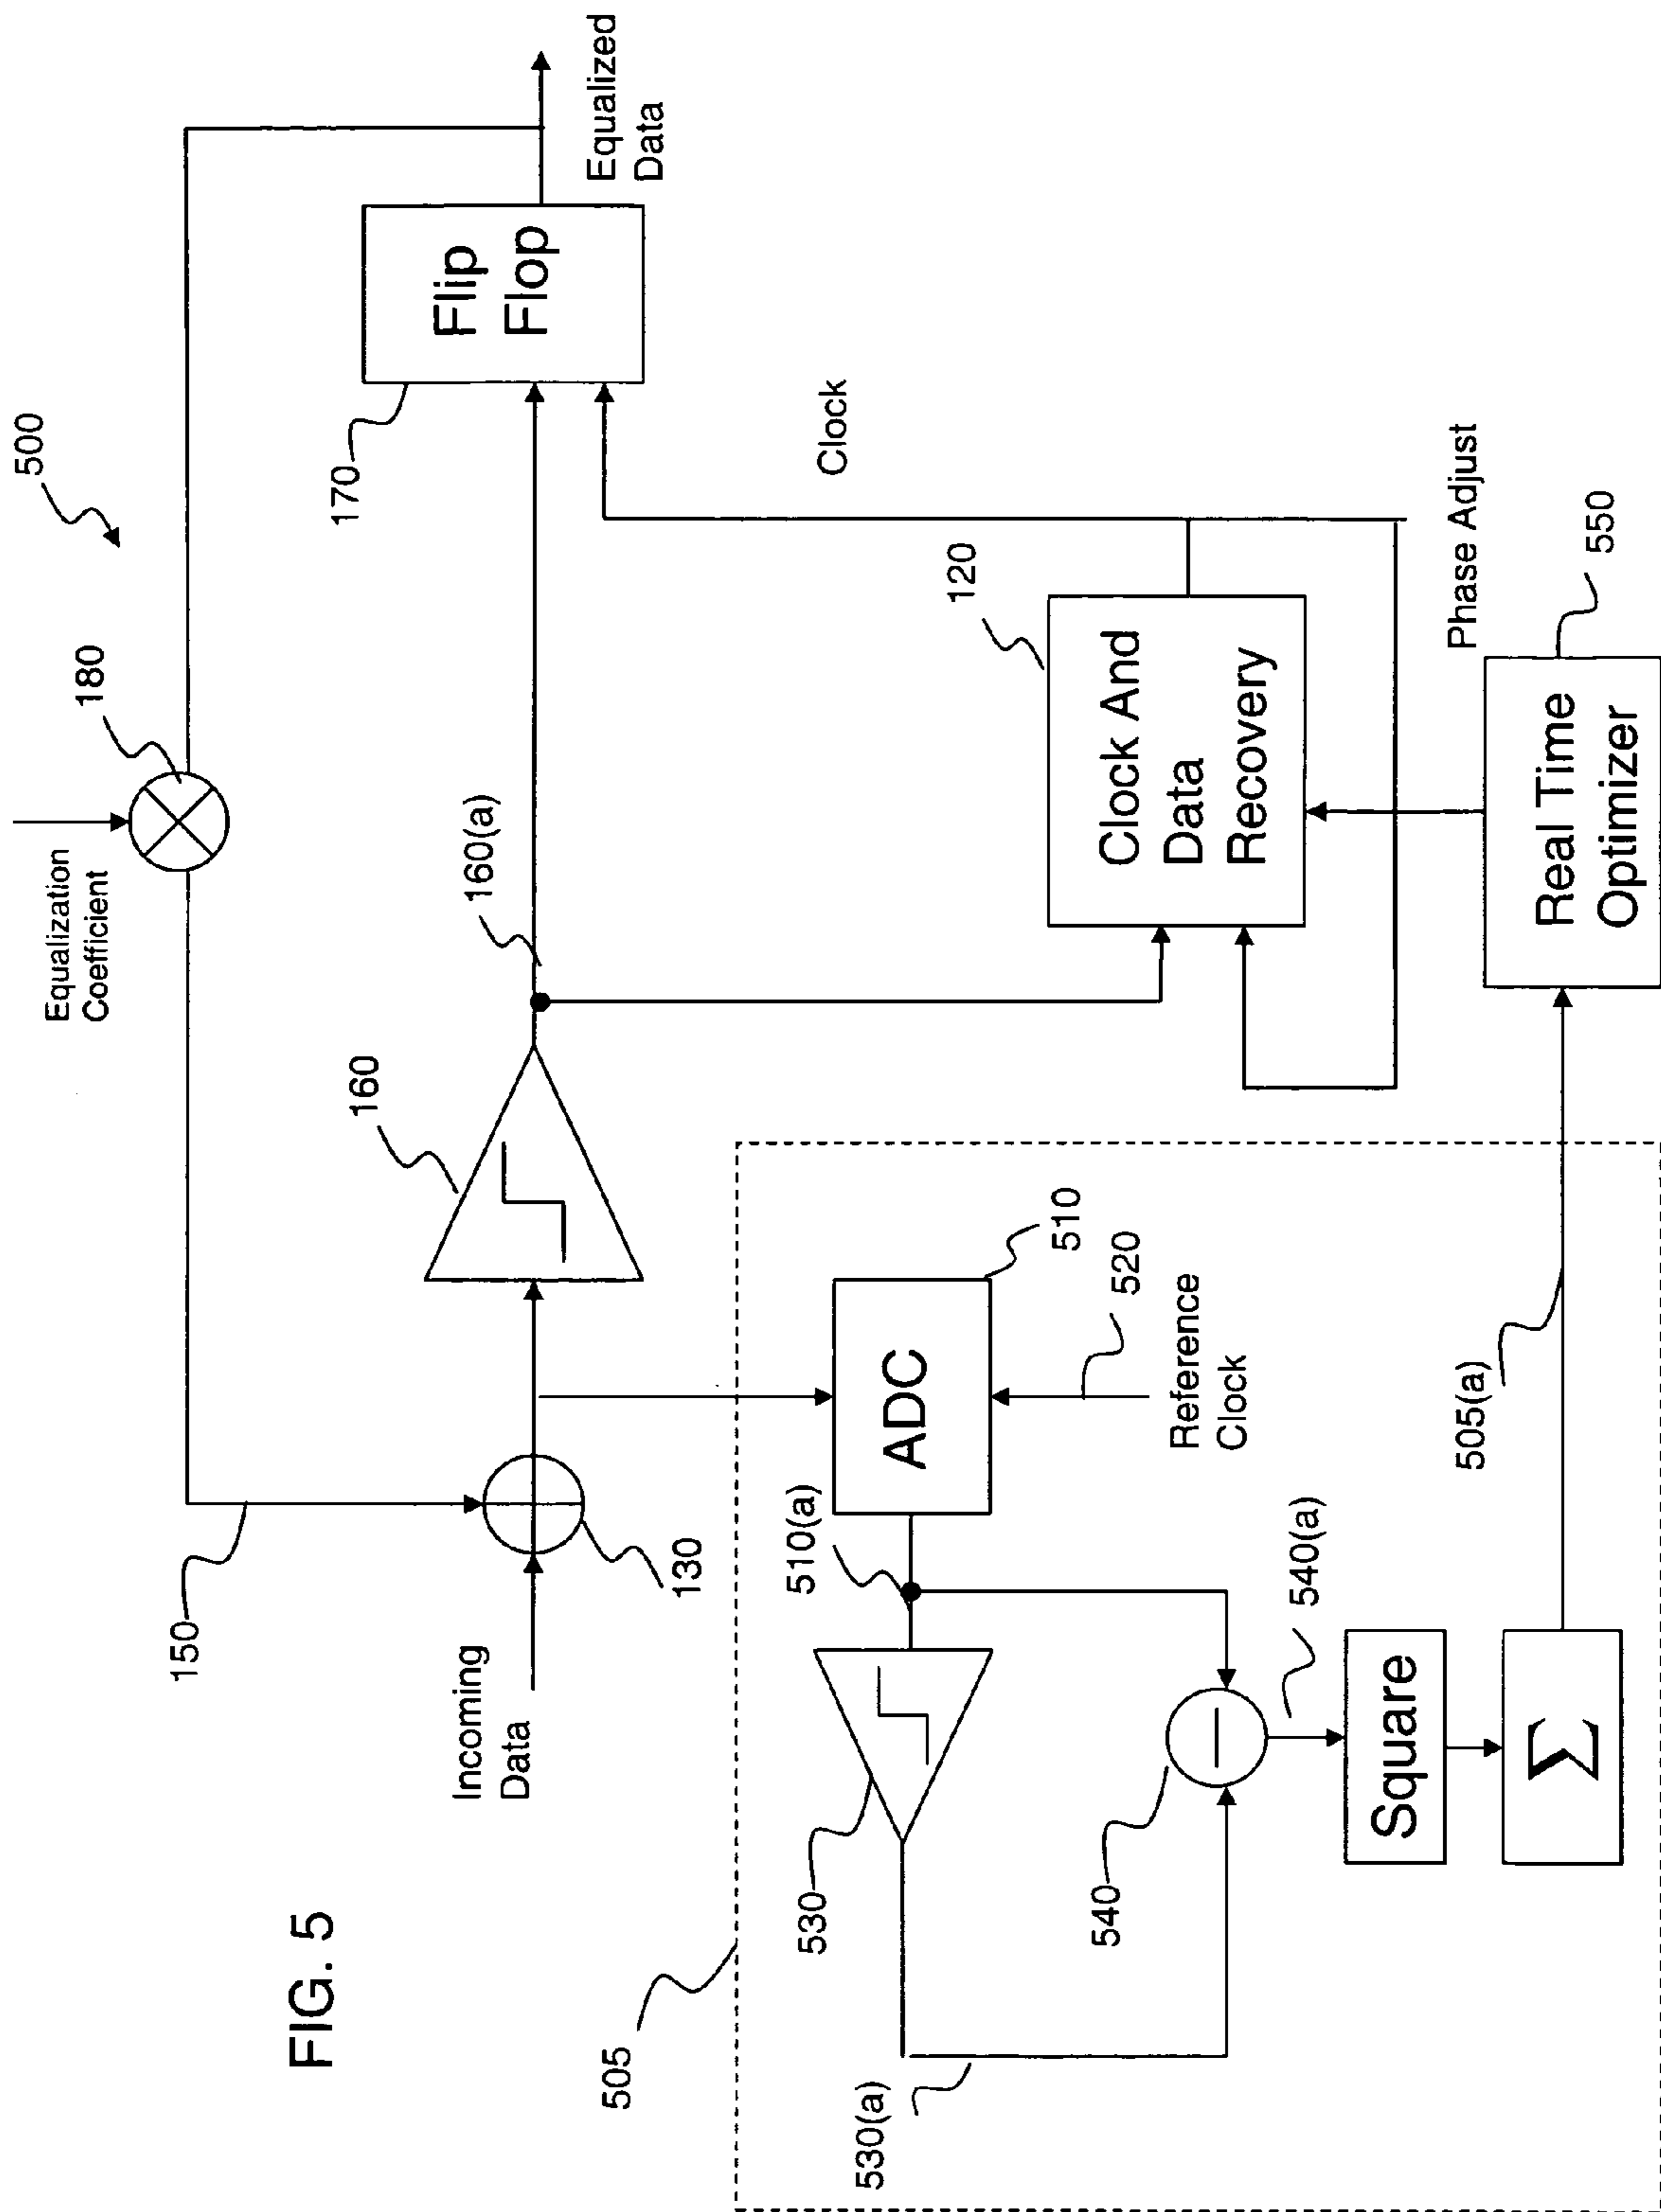 FIG. 5
500
Equalization
Coefficient
180
150
Incoming
Data
130
160
160(a)
170
Flip
Flop
Equalized
Data
Clock
120
Clock And
Data
Recovery
Phase Adjust
550
Real Time
Optimizer
505
530
510(a)
ADC
510
520
Reference
Clock
530(a)
540
540(a)
Square
Σ
505(a)